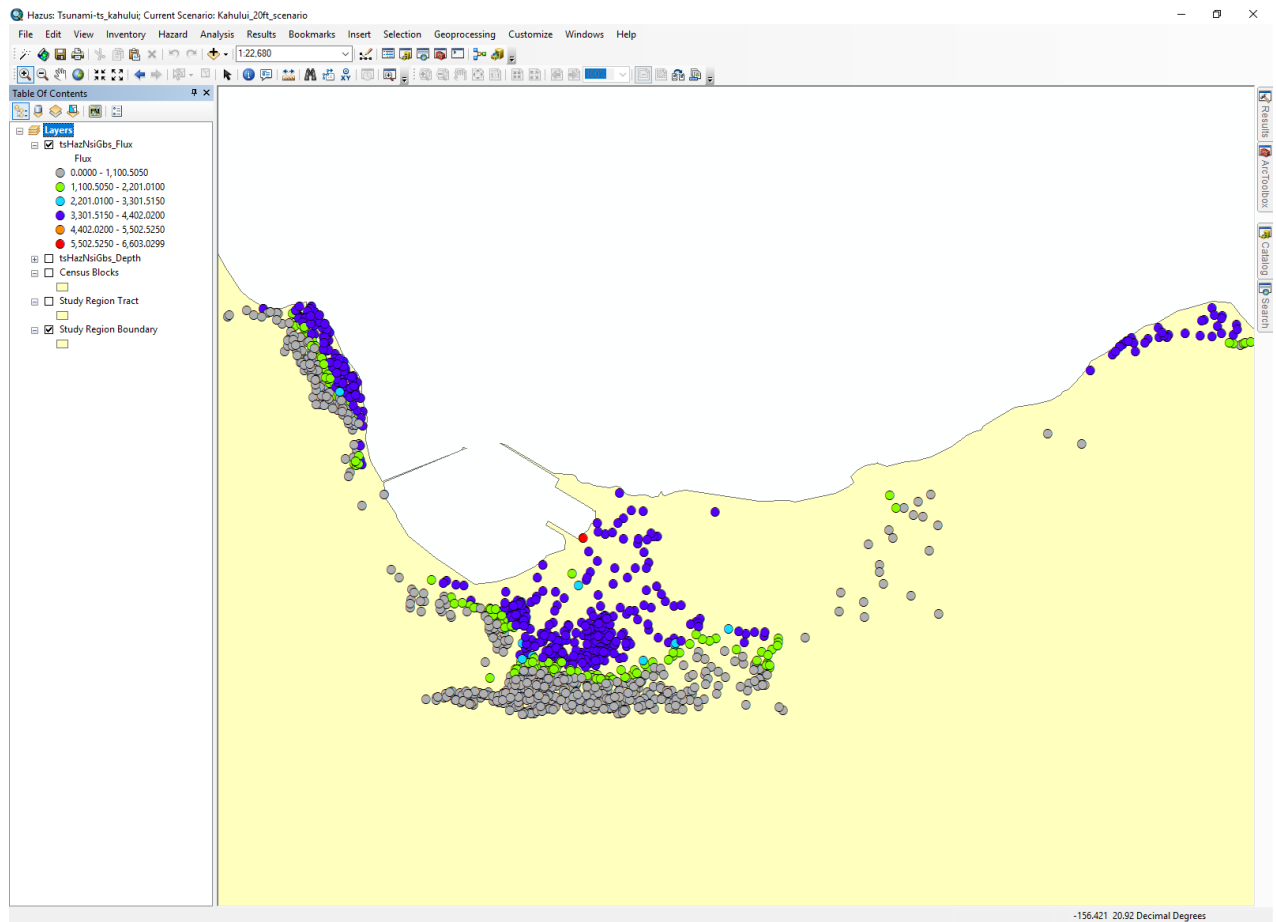 Hazus: Tsunami-ts_kahului; Current Scenario: Kahului_20ft_scenario
File Edit View Inventory Hazard Analysis Results Bookmarks Insert Selection Geoprocessing Customize Windows Help
1:22,680
Table Of Contents
Layers
tsHazNsiGbs_Flux
Flux
0.0000 - 1,100.5050
1,100.5050 - 2,201.0100
2,201.0100 - 3,301.5150
3,301.5150 - 4,402.0200
4,402.0200 - 5,502.5250
5,502.5250 - 6,603.0299
tsHazNsiGbs_Depth
Census Blocks
Study Region Tract
Study Region Boundary
Results
ArcToolbox
Catalog
Search
-156.421 20.92 Decimal Degrees